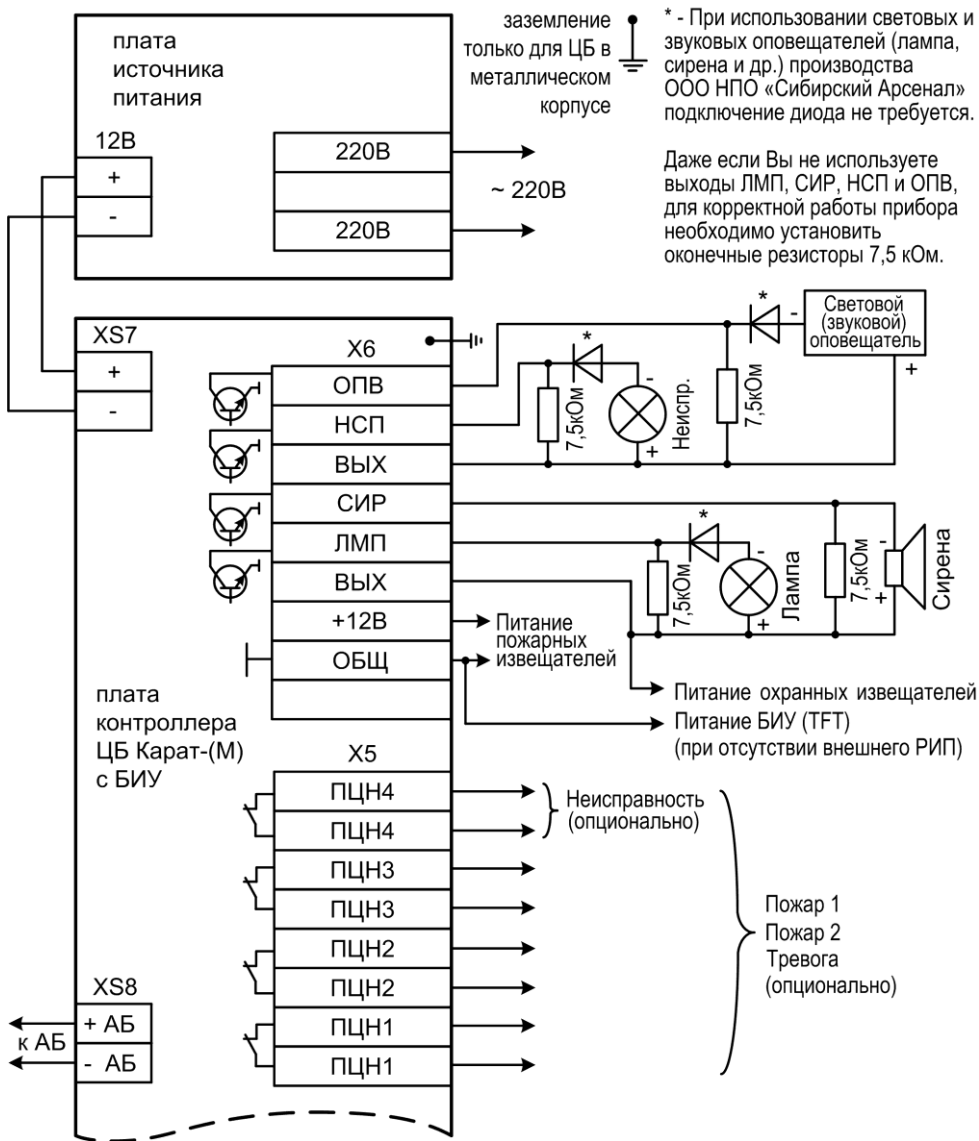 плата
источника
питания
12В
+
-
220В
220В
~ 220В
заземление
только для ЦБ в
металлическом
корпусе
* - При использовании световых и
звуковых оповещателей (лампа,
сирена и др.) производства
ООО НПО «Сибирский Арсенал»
подключение диода не требуется.
Даже если Вы не используете
выходы ЛМП, СИР, НСП и ОПВ,
для корректной работы прибора
необходимо установить
оконечные резисторы 7,5 кОм.
XS7
+
-
X6
ОПВ
НСП
ВЫХ
СИР
ЛМП
ВЫХ
+12В
ОБЩ
*
7,5кОм
-
+
Неиспр.
*
7,5кОм
-
Световой
(звуковой)
оповещатель
+
*
7,5кОм
-
+
Лампа
7,5кОм
-
+
Сирена
Питание
пожарных
извещателей
Питание охранных извещателей
Питание БИУ (TFT)
(при отсутствии внешнего РИП)
плата
контроллера
ЦБ Карат-(М)
с БИУ
X5
ПЦН4
ПЦН4
ПЦН3
ПЦН3
ПЦН2
ПЦН2
ПЦН1
ПЦН1
Неисправность
(опционально)
Пожар 1
Пожар 2
Тревога
(опционально)
XS8
+ АБ
- АБ
к АБ